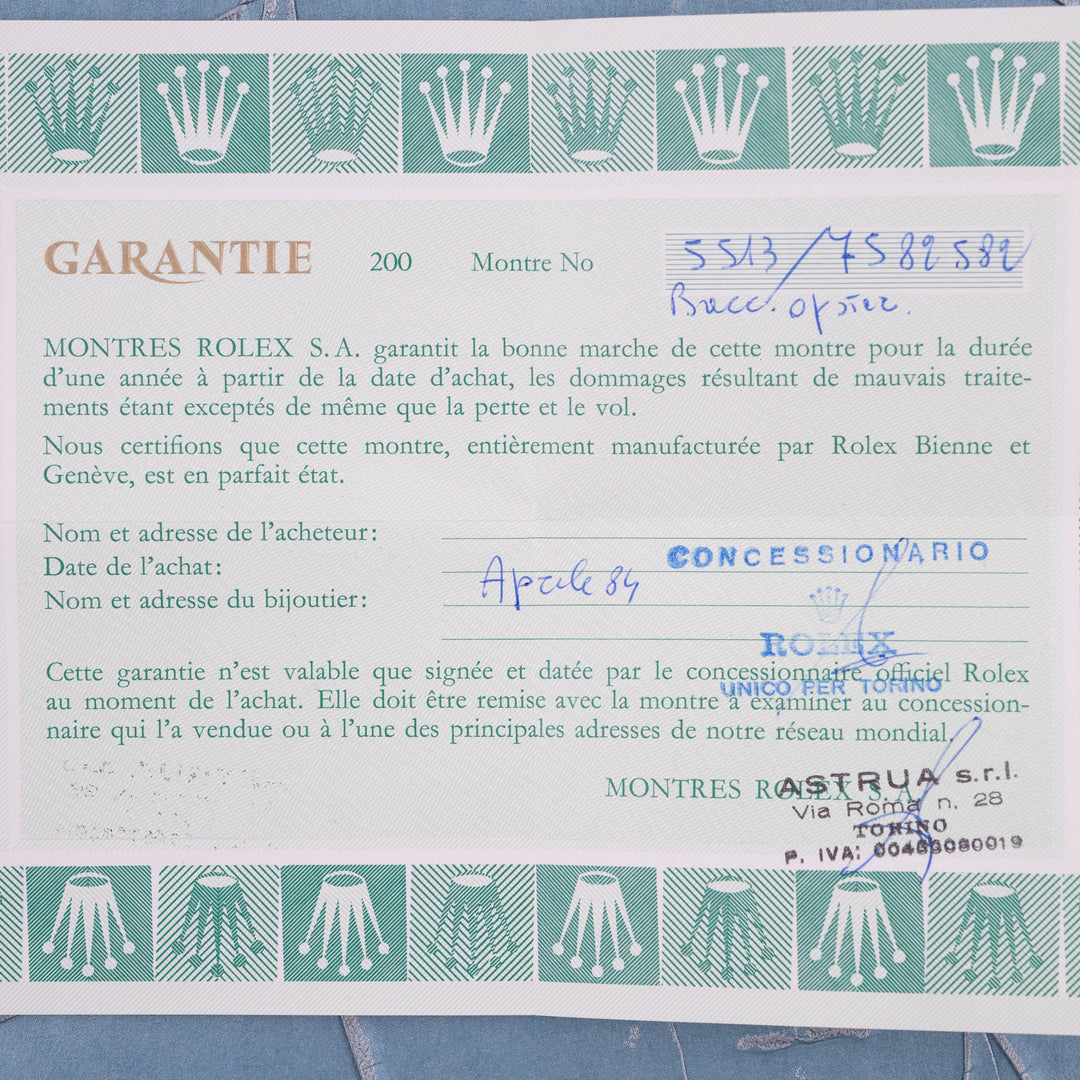 GARANTIE 200 Montre No 5513/7589589
Bracc. oyster.
MONTRES ROLEX S.A. garantit la bonne marche de cette montre pour la durée
d'une année à partir de la date d'achat, les dommages résultant de mauvais traite-
ments étant exceptés de même que la perte et le vol.
Nous certifions que cette montre, entièrement manufacturée par Rolex Bienne et
Genève, est en parfait état.
Nom et adresse de l'acheteur:
CONCESSIONARIO
Date de l'achat: Aprile 84
Nom et adresse du bijoutier:
ROLEX
UNICO PER TORINO
Cette garantie n'est valable que signée et datée par le concessionnaire officiel Rolex
au moment de l'achat. Elle doit être remise avec la montre à examiner au concession-
naire qui l'a vendue ou à l'une des principales adresses de notre réseau mondial.
MONTRES ROLEX S.A.
ASTRUA s.r.l.
Via Roma n. 28
TORINO
P. IVA: 00489080019